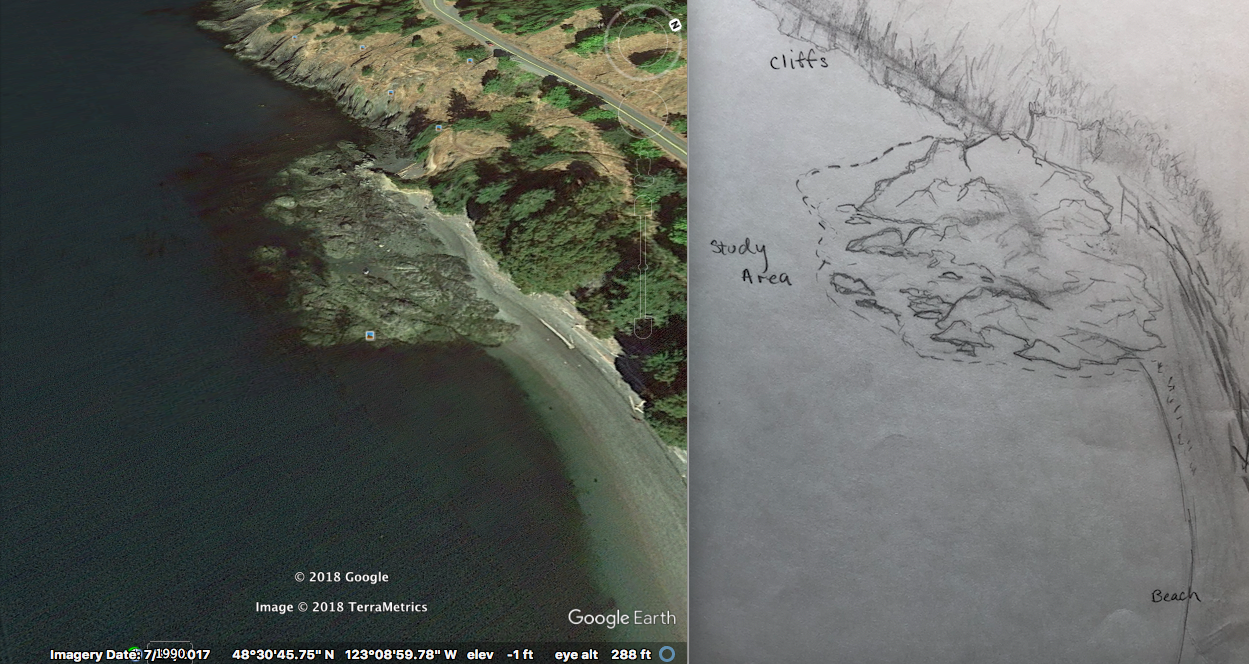 N
© 2018 Google
Image © 2018 TerraMetrics
Google Earth
1990
Imagery Date: 7/ 017 48°30'45.75" N 123°08'59.78" W elev -1 ft eye alt 288 ft
Cliffs
Study
Area
Beach